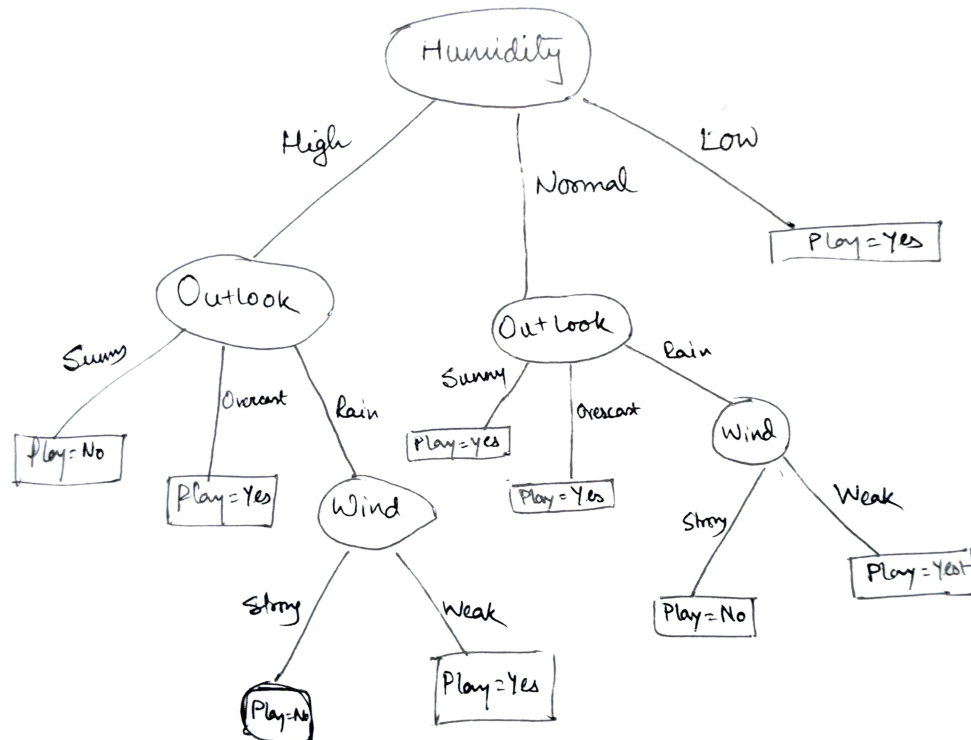 Humidity
High
Normal
Low
Play=Yes
Outlook
Outlook
Sunny
Overcast
Rain
Sunny
Overcast
Rain
Play=No
Play=Yes
Wind
Play=Yes
Play=Yes
Wind
Strong
Weak
Strong
Weak
Play=No
Play=Yes
Play=No
Play=Yes